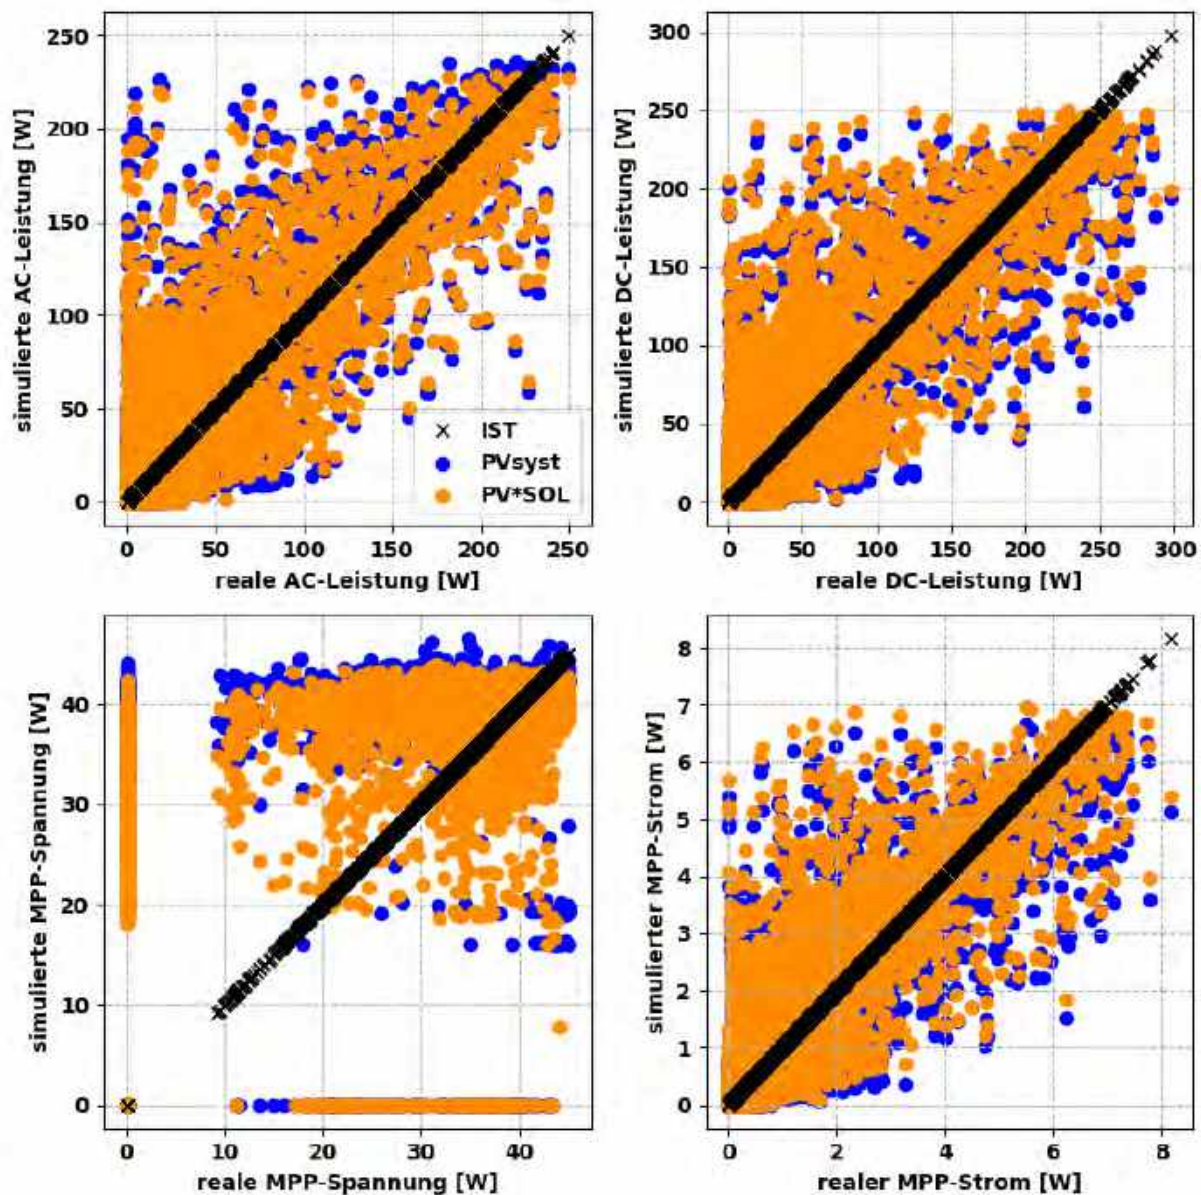 250
200
150
100
50
0
simulierte AC-Leistung [W]
× IST
PVsyst
PV*SOL
0 50 100 150 200 250
reale AC-Leistung [W]
300
250
200
150
100
50
0
simulierte DC-Leistung [W]
0 50 100 150 200 250 300
reale DC-Leistung [W]
40
30
20
10
0
simulierte MPP-Spannung [W]
0 10 20 30 40
reale MPP-Spannung [W]
8
7
6
5
4
3
2
1
0
simulierter MPP-Strom [W]
0 2 4 6 8
realer MPP-Strom [W]